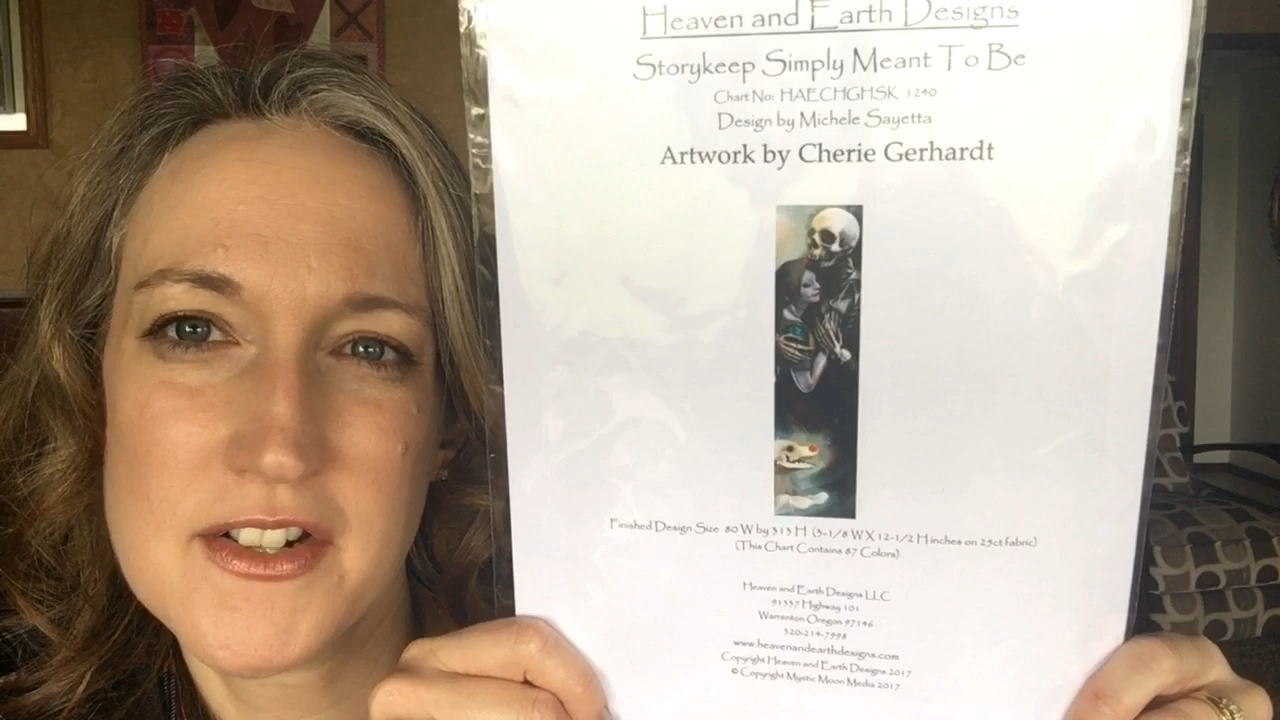 Heaven and Earth Designs
Storykeep Simply Meant To Be
Chart No: HAECHGHSK 1240
Design by Michele Sayetta
Artwork by Cherie Gerhardt
Finished Design Size 80 W by 313 H (3-1/8 W X 12-1/2 H inches on 25ct fabric)
(This Chart Contains 87 Colors)
Heaven and Earth Designs LLC
91337 Highway 101
Warrenton Oregon 97146
320-214-7998
www.heavenandearthdesigns.com
Copyright Heaven and Earth Designs 2017
© Copyright Mystic Moon Media 2017